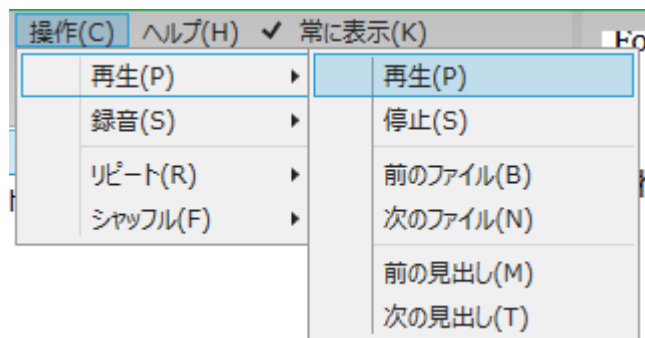 操作(C) ヘルプ(H) ✓ 常に表示(K)
再生(P)
録音(S)
リピート(R)
シャッフル(F)
再生(P)
停止(S)
前のファイル(B)
次のファイル(N)
前の見出し(M)
次の見出し(T)